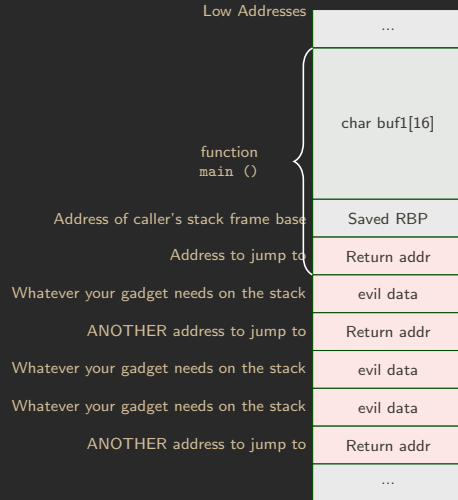 Low Addresses
...
char buf1[16]
function
main ()
Address of caller's stack frame base
Saved RBP
Address to jump to
Return addr
Whatever your gadget needs on the stack
evil data
ANOTHER address to jump to
Return addr
Whatever your gadget needs on the stack
evil data
Whatever your gadget needs on the stack
evil data
ANOTHER address to jump to
Return addr
...